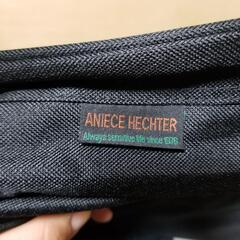 ANIECE HECHTER
Always sensitive life since 1976